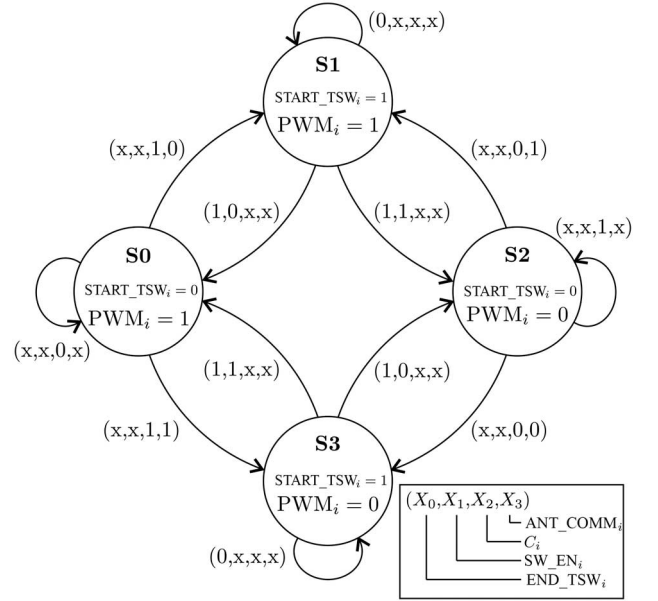 (0,x,x,x)
S1
START_TSWᵢ = 1
PWMᵢ = 1
(x,x,1,0)
(x,x,0,1)
(1,0,x,x)
(1,1,x,x)
(x,x,1,x)
S0
START_TSWᵢ = 0
PWMᵢ = 1
S2
START_TSWᵢ = 0
PWMᵢ = 0
(x,x,0,x)
(1,1,x,x)
(1,0,x,x)
(x,x,1,1)
(x,x,0,0)
S3
START_TSWᵢ = 1
PWMᵢ = 0
(0,x,x,x)
(X₀,X₁,X₂,X₃)
ANT_COMMᵢ
Cᵢ
SW_ENᵢ
END_TSWᵢ